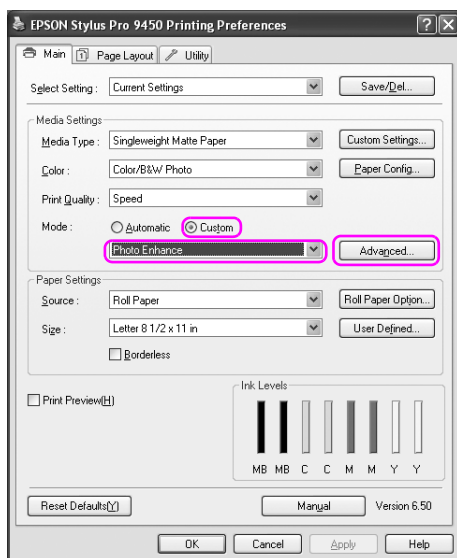 EPSON Stylus Pro 9450 Printing Preferences
Main Page Layout Utility
Select Setting : Current Settings Save/Del...
Media Settings
Media Type : Singleweight Matte Paper Custom Settings...
Color : Color/B&W Photo Paper Config...
Print Quality : Speed
Mode : Automatic Custom
Photo Enhance Advanced...
Paper Settings
Source : Roll Paper Roll Paper Option...
Size : Letter 8 1/2 x 11 in User Defined...
Borderless
Print Preview(H)
Ink Levels
MB MB C C M M Y Y
Reset Defaults(Y) Manual Version 6.50
OK Cancel Apply Help